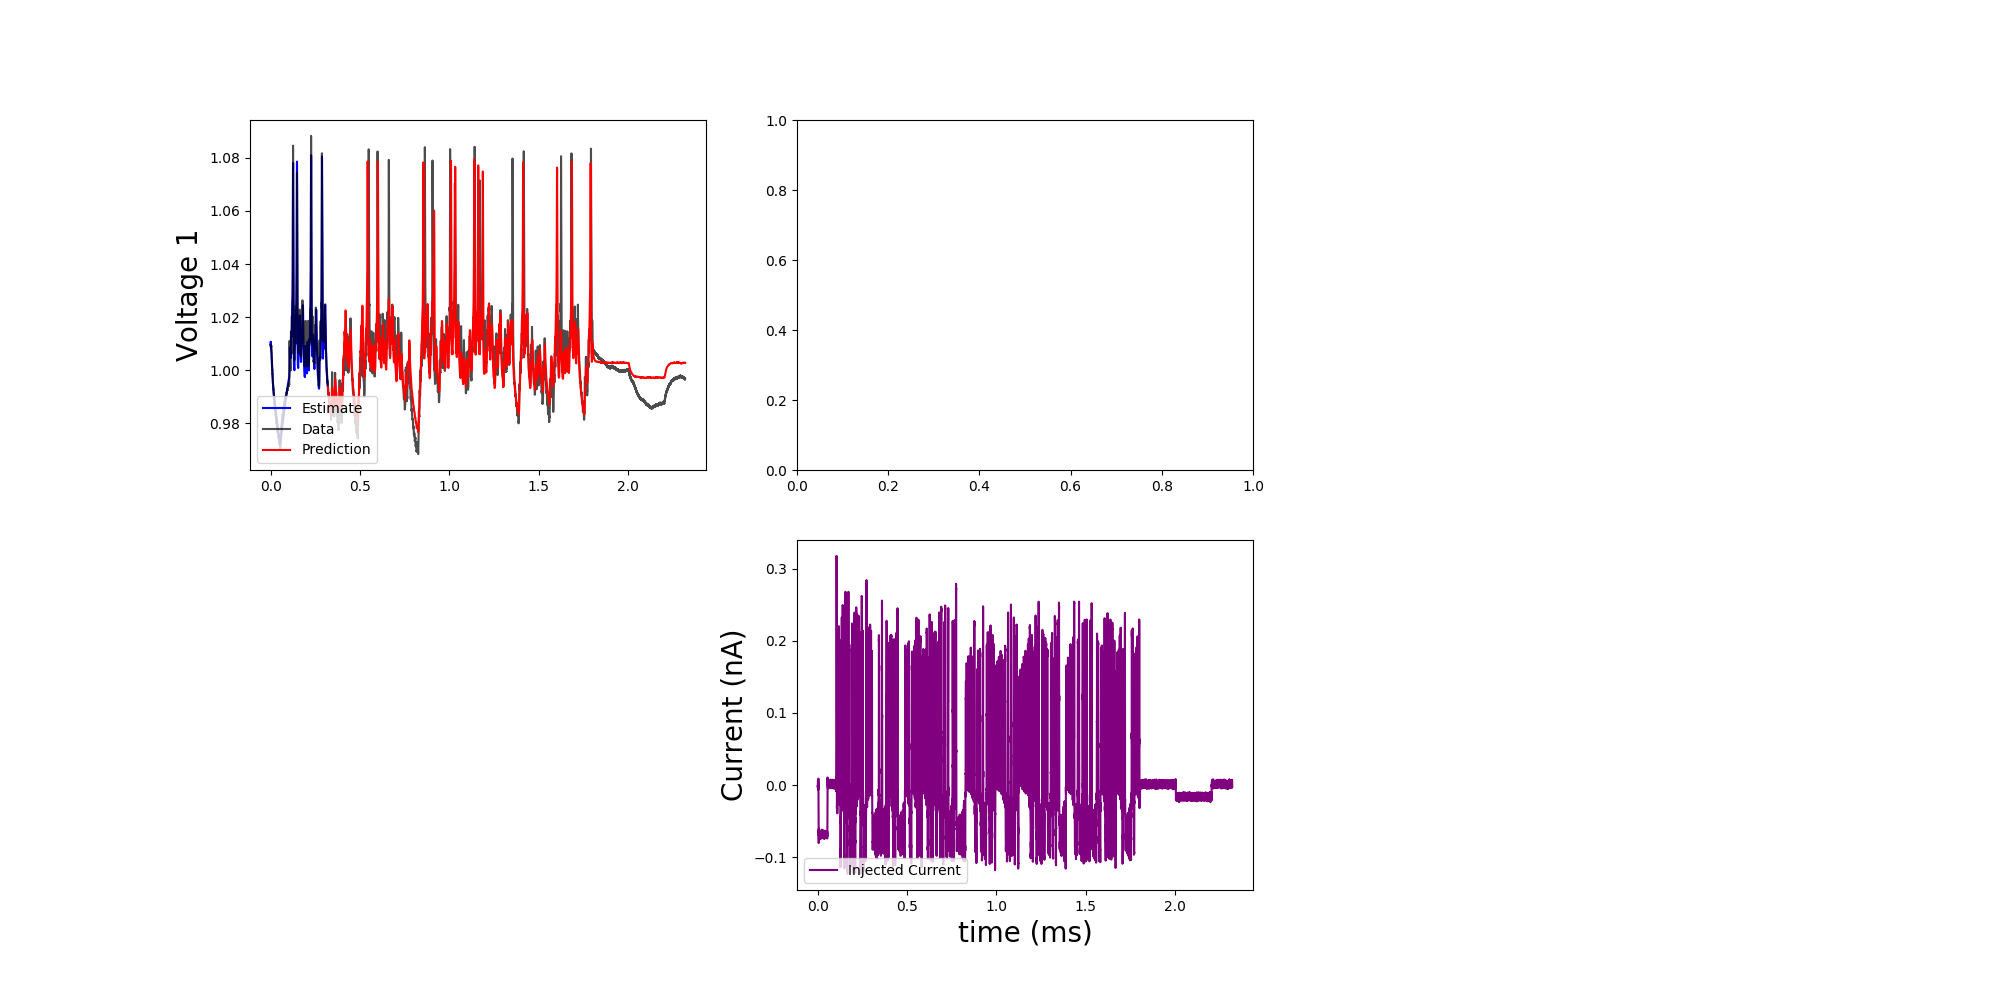 Voltage 1
1.08
1.06
1.04
1.02
1.00
0.98
Estimate
Data
Prediction
0.0 0.5 1.0 1.5 2.0
1.0
0.8
0.6
0.4
0.2
0.0
0.0 0.2 0.4 0.6 0.8 1.0
Current (nA)
0.3
0.2
0.1
0.0
−0.1
Injected Current
0.0 0.5 1.0 1.5 2.0
time (ms)